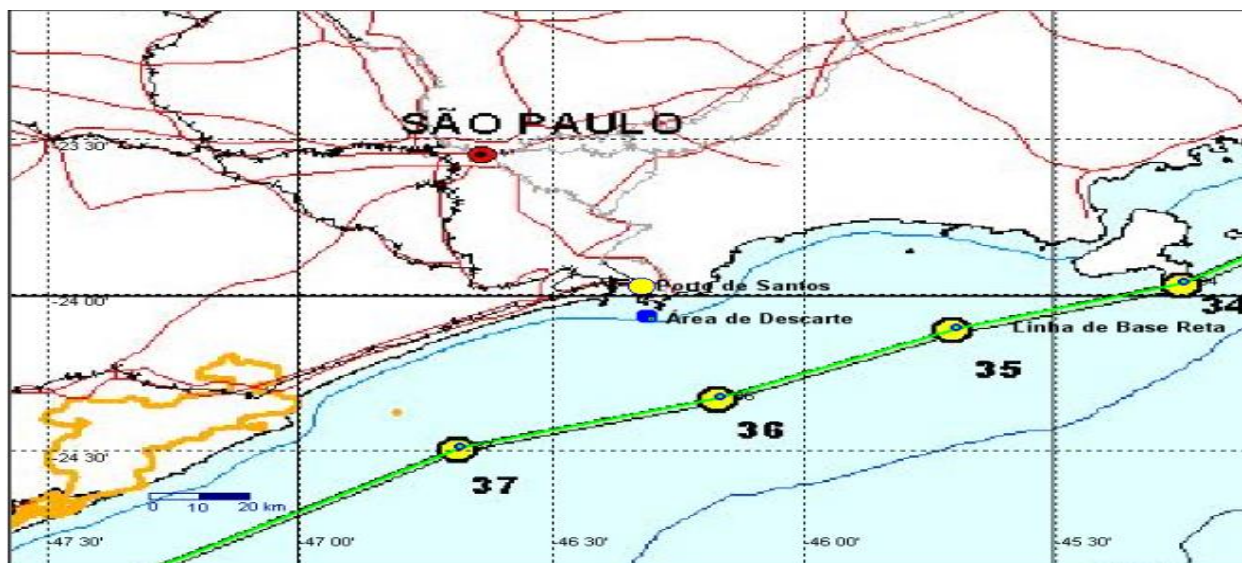 SÃO PAULO
-23 30'
Porto de Santos
-24 00'
34
Área de Descarte
Linha de Base Reta
35
36
-24 30'
37
0 10 20 km
-47 30'
-47 00'
-46 30'
-46 00'
-45 30'